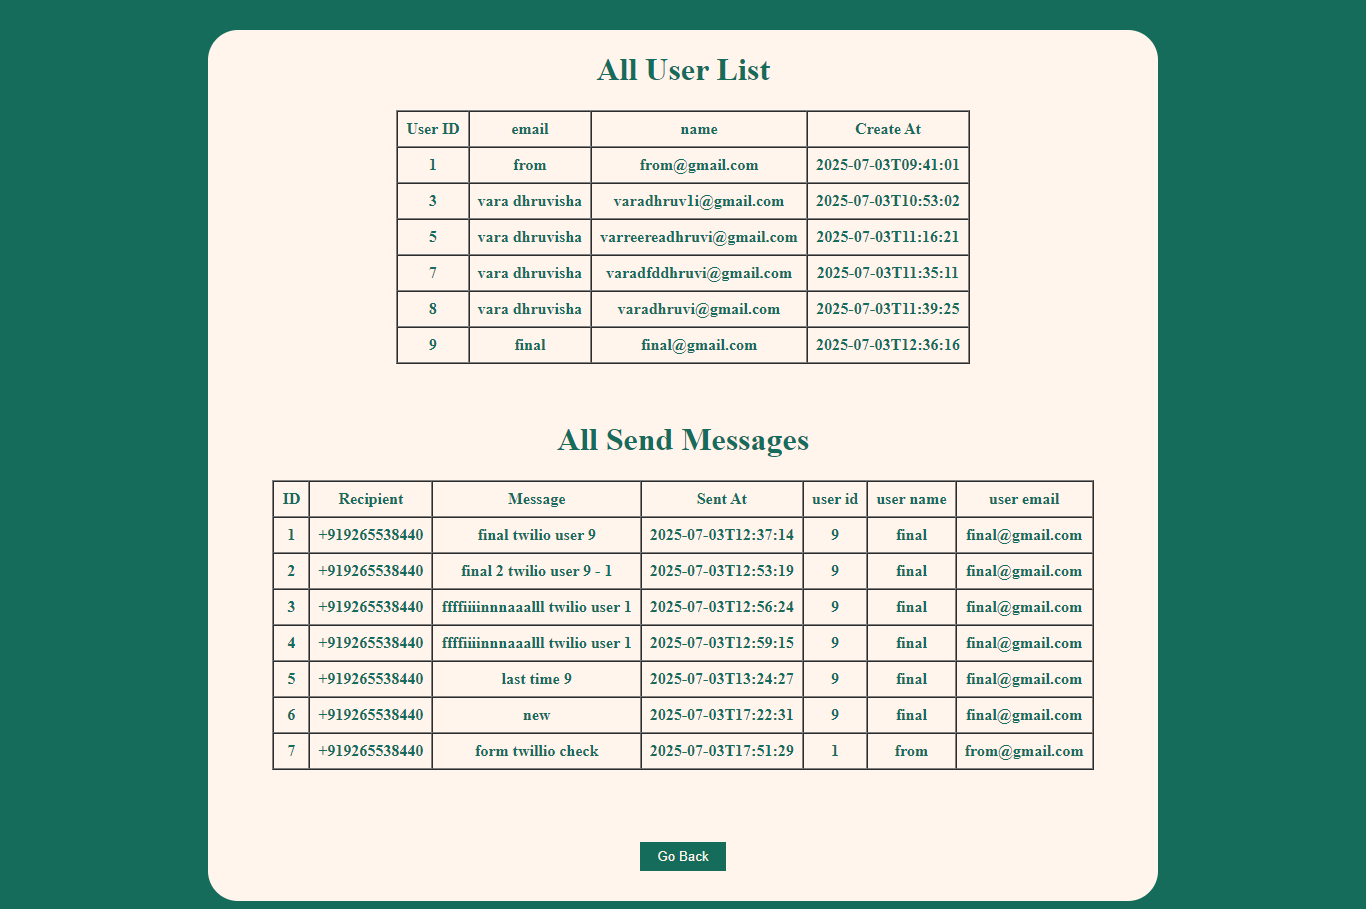 All User List
User ID email name Create At
1 from from@gmail.com 2025-07-03T09:41:01
3 vara dhruvisha varadhruv1i@gmail.com 2025-07-03T10:53:02
5 vara dhruvisha varreereadhruvi@gmail.com 2025-07-03T11:16:21
7 vara dhruvisha varadfddhruvi@gmail.com 2025-07-03T11:35:11
8 vara dhruvisha varadhruvi@gmail.com 2025-07-03T11:39:25
9 final final@gmail.com 2025-07-03T12:36:16
All Send Messages
ID Recipient Message Sent At user id user name user email
1 +919265538440 final twilio user 9 2025-07-03T12:37:14 9 final final@gmail.com
2 +919265538440 final 2 twilio user 9 - 1 2025-07-03T12:53:19 9 final final@gmail.com
3 +919265538440 ffffiiiinnnaaalll twilio user 1 2025-07-03T12:56:24 9 final final@gmail.com
4 +919265538440 ffffiiiinnnaaalll twilio user 1 2025-07-03T12:59:15 9 final final@gmail.com
5 +919265538440 last time 9 2025-07-03T13:24:27 9 final final@gmail.com
6 +919265538440 new 2025-07-03T17:22:31 9 final final@gmail.com
7 +919265538440 form twillio check 2025-07-03T17:51:29 1 from from@gmail.com
Go Back